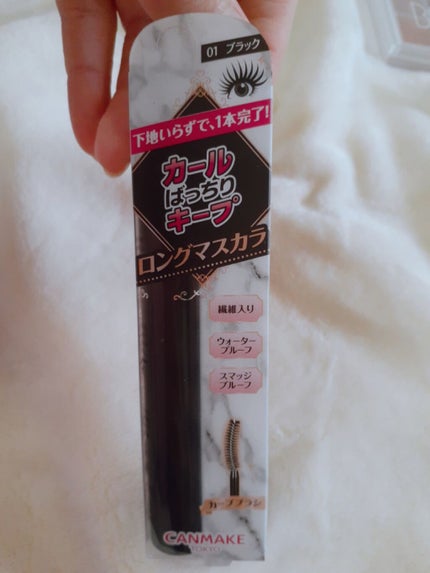 01 ブラック
下地いらずで、1本完了!
カール
ばっちり
キープ
ロングマスカラ
繊維入り
ウォーター
プルーフ
スマッジ
プルーフ
カーブブラシ
CANMAKE
TOKYO